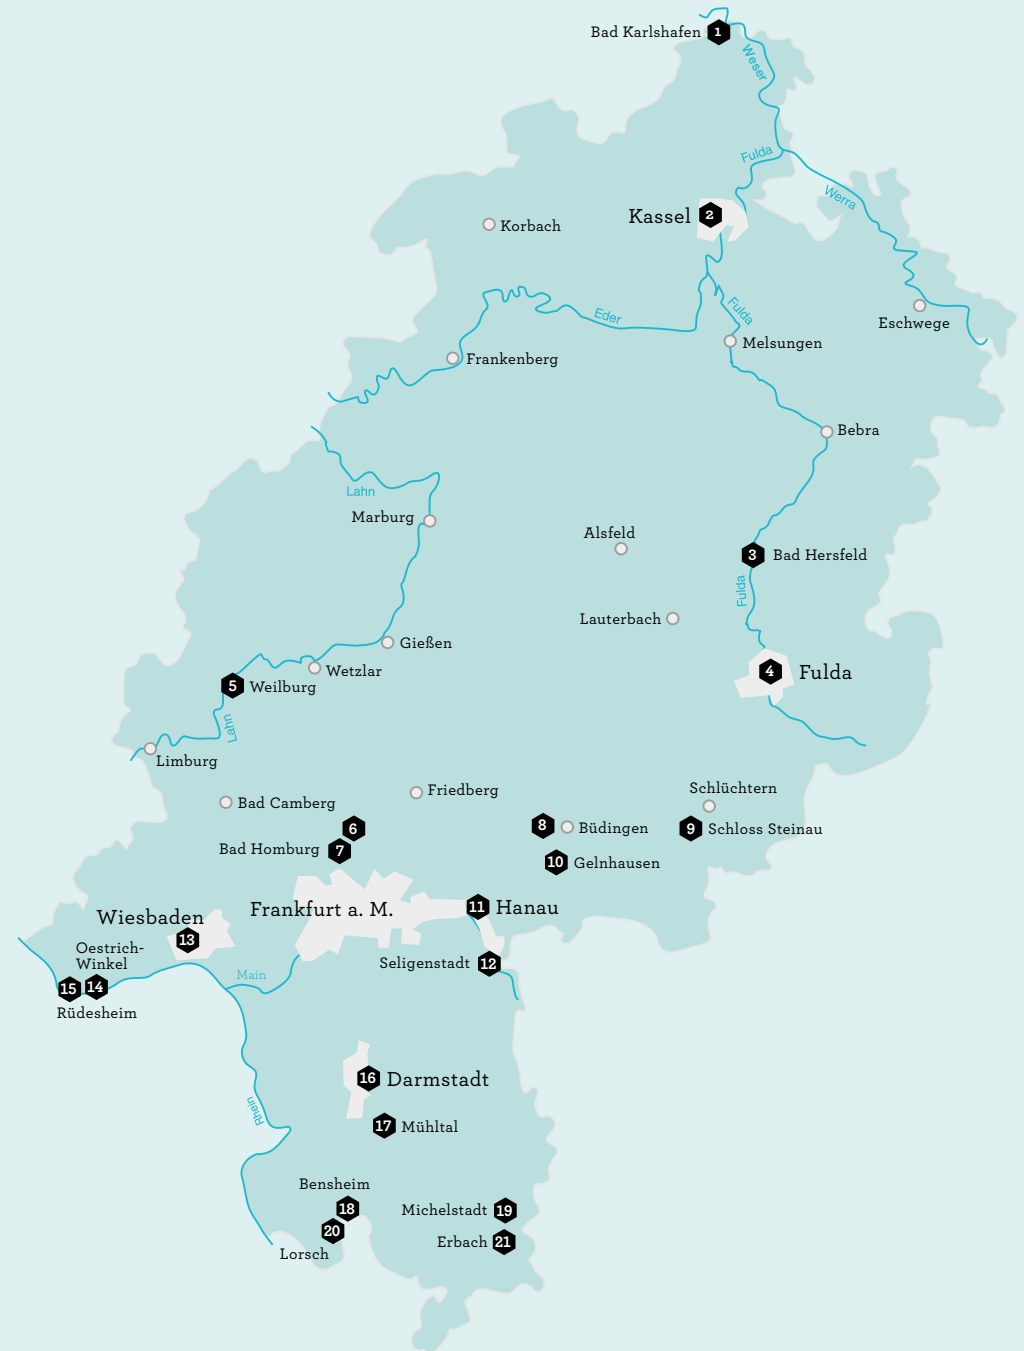 Bad Karlshafen
1
Weser
Fulda
Werra
Kassel
2
Korbach
Eder
Fulda
Eschwege
Melsungen
Frankenberg
Bebra
Lahn
Marburg
Alsfeld
3
Bad Hersfeld
Fulda
Lauterbach
Gießen
Wetzlar
4
Fulda
5
Weilburg
Lahn
Limburg
Schlüchtern
Friedberg
Bad Camberg
6
8
Büdingen
9
Schloss Steinau
Bad Homburg
7
10
Gelnhausen
Frankfurt a. M.
11
Hanau
Wiesbaden
13
Oestrich-
Winkel
Seligenstadt
12
Main
15
14
Rüdesheim
16
Darmstadt
Rhein
17
Mühltal
Bensheim
18
Michelstadt
19
20
Lorsch
Erbach
21